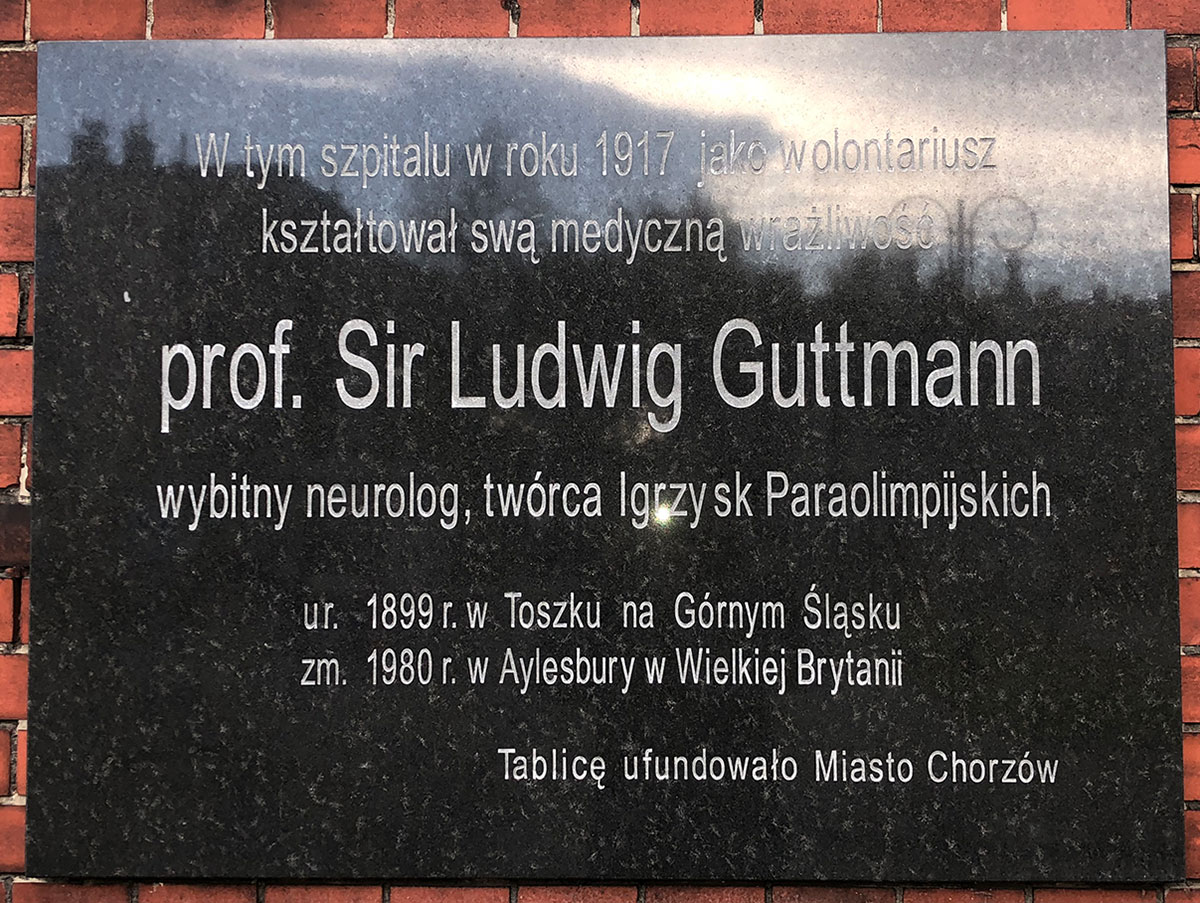 W tym szpitalu w roku 1917 jako wolontariusz
kształtował swą medyczną wrażliwość
prof. Sir Ludwig Guttmann
wybitny neurolog, twórca Igrzysk Paraolimpijskich
ur. 1899 r. w Toszku na Górnym Śląsku
zm. 1980 r. w Aylesbury w Wielkiej Brytanii
Tablicę ufundowało Miasto Chorzów